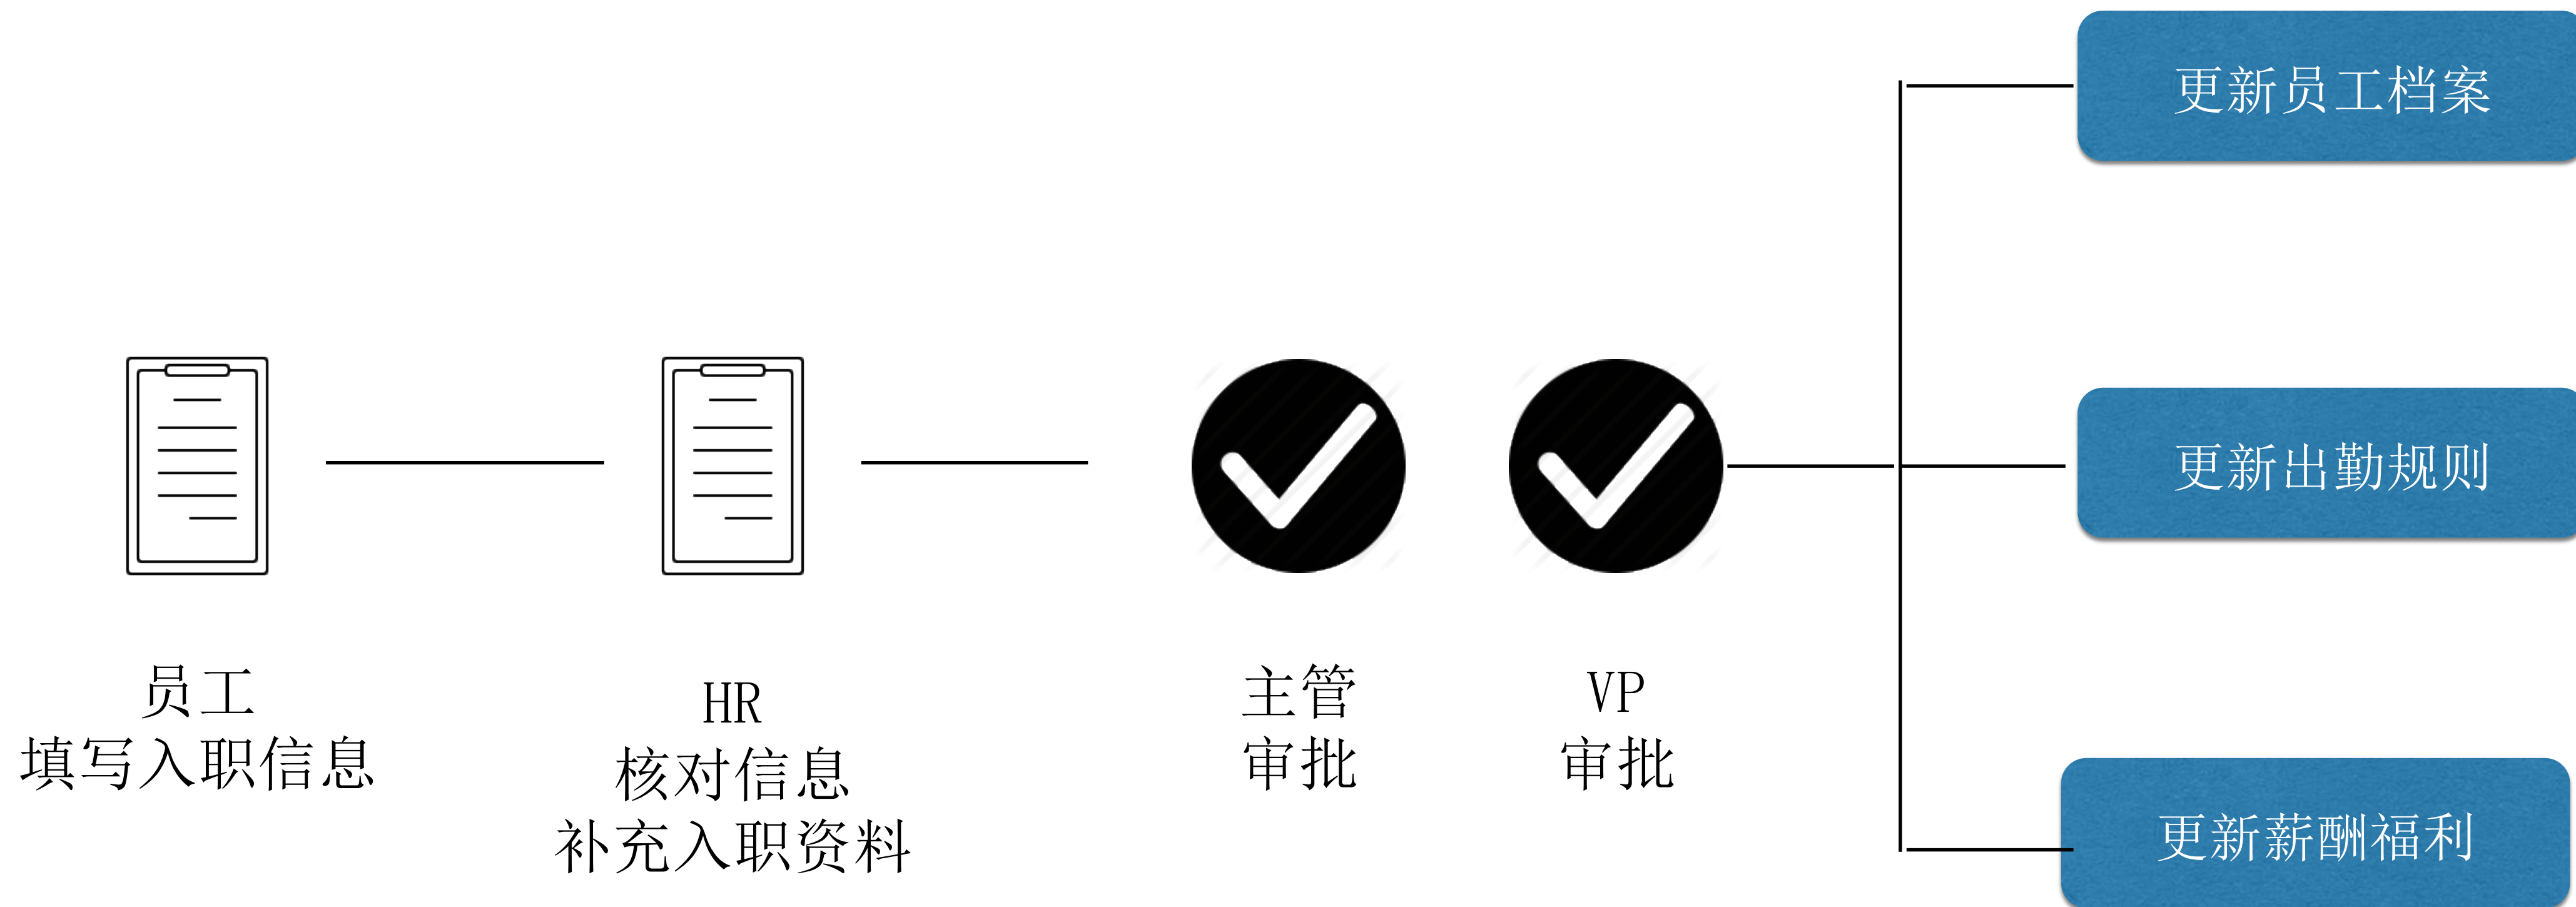 员工
填写入职信息
HR
核对信息
补充入职资料
主管
审批
VP
审批
更新员工档案
更新出勤规则
更新薪酬福利